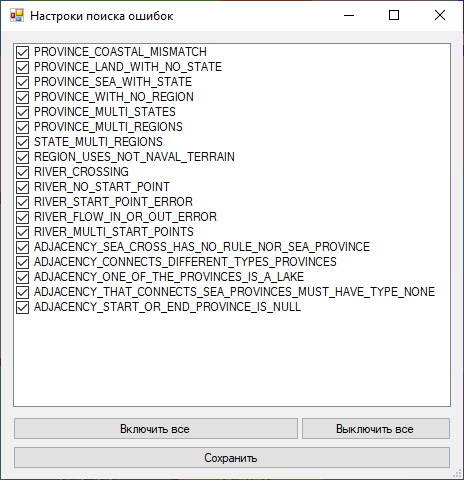 Настроки поиска ошибок
PROVINCE_COASTAL_MISMATCH
PROVINCE_LAND_WITH_NO_STATE
PROVINCE_SEA_WITH_STATE
PROVINCE_WITH_NO_REGION
PROVINCE_MULTI_STATES
PROVINCE_MULTI_REGIONS
STATE_MULTI_REGIONS
REGION_USES_NOT_NAVAL_TERRAIN
RIVER_CROSSING
RIVER_NO_START_POINT
RIVER_START_POINT_ERROR
RIVER_FLOW_IN_OR_OUT_ERROR
RIVER_MULTI_START_POINTS
ADJACENCY_SEA_CROSS_HAS_NO_RULE_NOR_SEA_PROVINCE
ADJACENCY_CONNECTS_DIFFERENT_TYPES_PROVINCES
ADJACENCY_ONE_OF_THE_PROVINCES_IS_A_LAKE
ADJACENCY_THAT_CONNECTS_SEA_PROVINCES_MUST_HAVE_TYPE_NONE
ADJACENCY_START_OR_END_PROVINCE_IS_NULL
Включить все
Выключить все
Сохранить